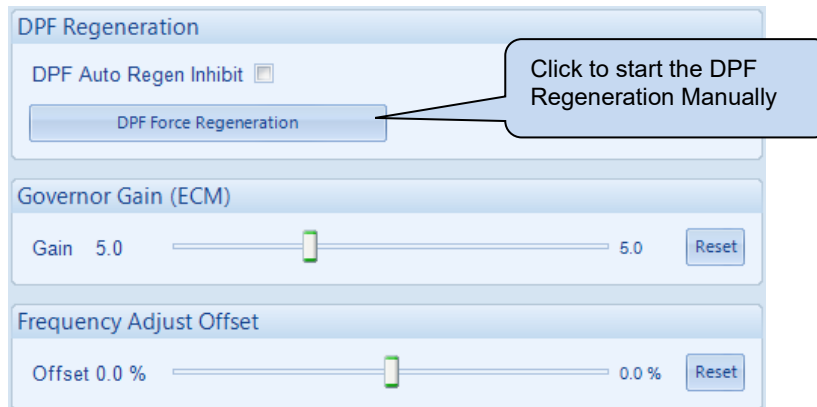 DPF Regeneration
DPF Auto Regen Inhibit
Click to start the DPF
Regeneration Manually
DPF Force Regeneration
Governor Gain (ECM)
Gain 5.0 5.0 Reset
Frequency Adjust Offset
Offset 0.0 % 0.0 % Reset